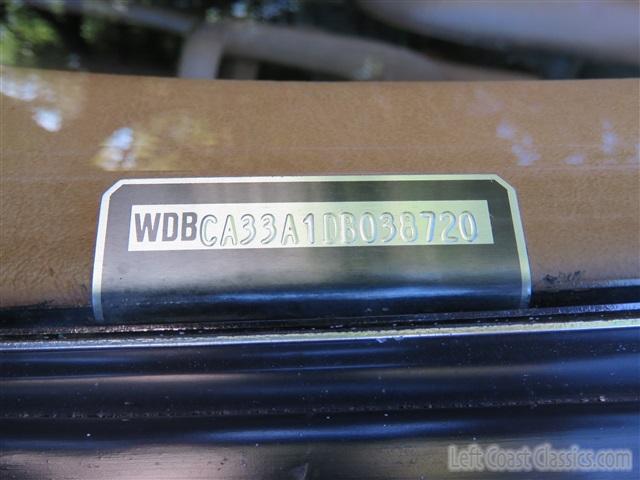 WDBCA33A1DB038720
Left Coast Classics.com